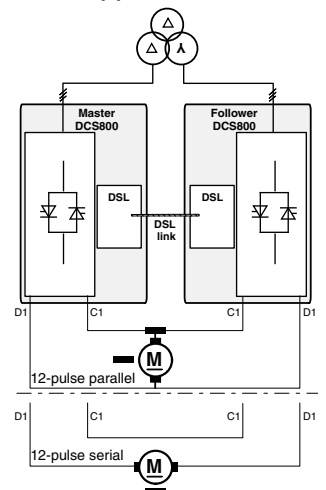 Master
DCS800
Follower
DCS800
DSL
DSL
DSL
link
D1
C1
C1
D1
M
12-pulse parallel
D1
C1
C1
D1
12-pulse serial
M